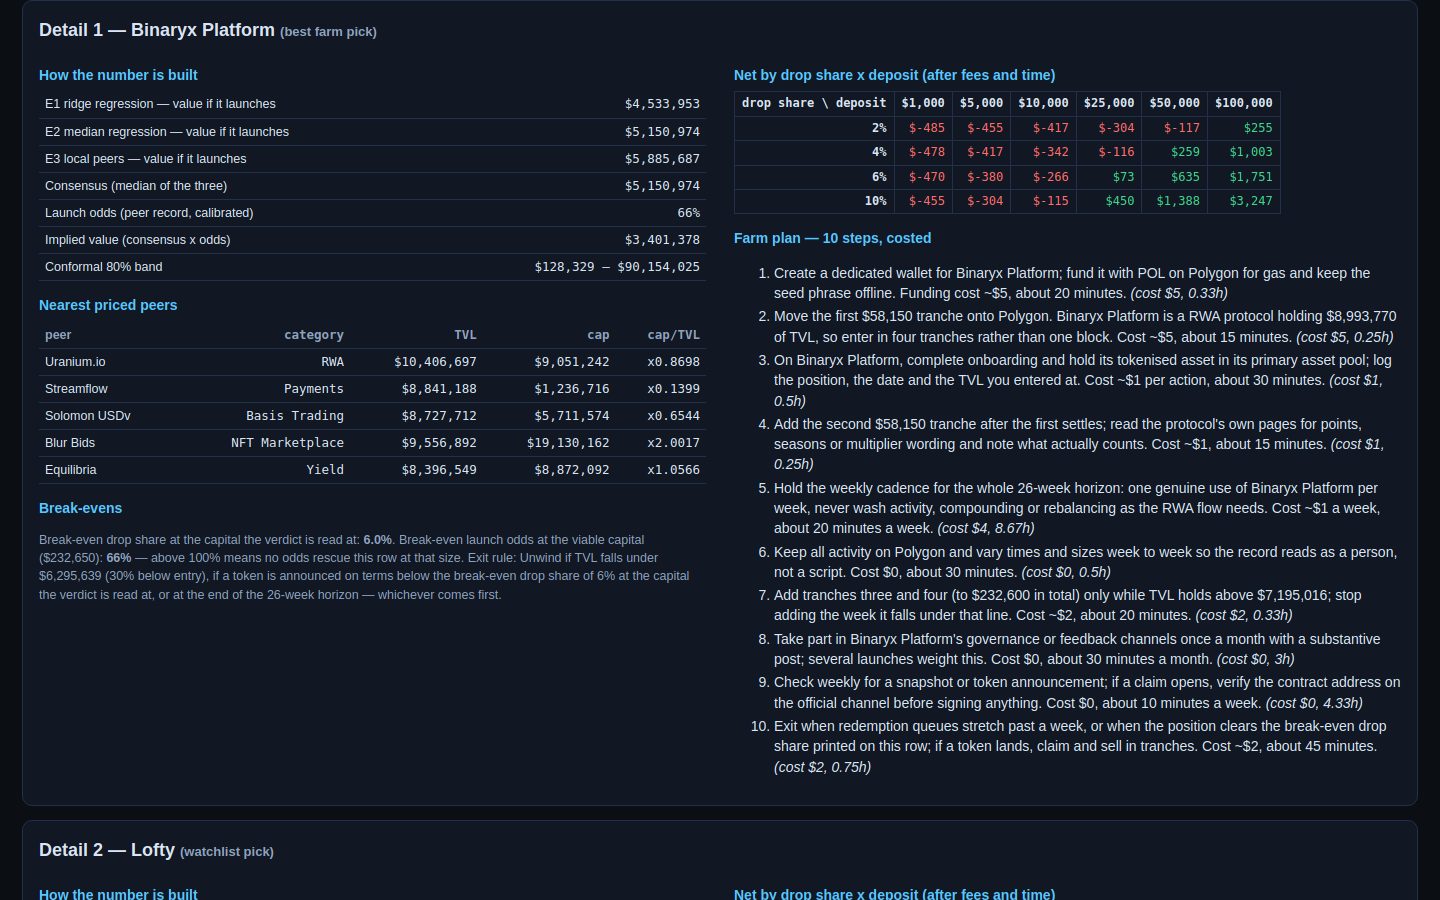 Detail 1 — Binaryx Platform (best farm pick)
How the number is built
E1 ridge regression — value if it launches $4,533,953
E2 median regression — value if it launches $5,150,974
E3 local peers — value if it launches $5,885,687
Consensus (median of the three) $5,150,974
Launch odds (peer record, calibrated) 66%
Implied value (consensus x odds) $3,401,378
Conformal 80% band $128,329 — $90,154,025
Nearest priced peers
peer category TVL cap cap/TVL
Uranium.io RWA $10,406,697 $9,051,242 x0.8698
Streamflow Payments $8,841,188 $1,236,716 x0.1399
Solomon USDv Basis Trading $8,727,712 $5,711,574 x0.6544
Blur Bids NFT Marketplace $9,556,892 $19,130,162 x2.0017
Equilibria Yield $8,396,549 $8,872,092 x1.0566
Break-evens
Break-even drop share at the capital the verdict is read at: 6.0%. Break-even launch odds at the viable capital
($232,650): 66% — above 100% means no odds rescue this row at that size. Exit rule: Unwind if TVL falls under
$6,295,639 (30% below entry), if a token is announced on terms below the break-even drop share of 6% at the capital
the verdict is read at, or at the end of the 26-week horizon — whichever comes first.
Net by drop share x deposit (after fees and time)
drop share \ deposit $1,000 $5,000 $10,000 $25,000 $50,000 $100,000
2% $-485 $-455 $-417 $-304 $-117 $255
4% $-478 $-417 $-342 $-116 $259 $1,003
6% $-470 $-380 $-266 $73 $635 $1,751
10% $-455 $-304 $-115 $450 $1,388 $3,247
Farm plan — 10 steps, costed
1. Create a dedicated wallet for Binaryx Platform; fund it with POL on Polygon for gas and keep the
seed phrase offline. Funding cost ~$5, about 20 minutes. (cost $5, 0.33h)
2. Move the first $58,150 tranche onto Polygon. Binaryx Platform is a RWA protocol holding $8,993,770
of TVL, so enter in four tranches rather than one block. Cost ~$5, about 15 minutes. (cost $5, 0.25h)
3. On Binaryx Platform, complete onboarding and hold its tokenised asset in its primary asset pool; log
the position, the date and the TVL you entered at. Cost ~$1 per action, about 30 minutes. (cost $1,
0.5h)
4. Add the second $58,150 tranche after the first settles; read the protocol's own pages for points,
seasons or multiplier wording and note what actually counts. Cost ~$1, about 15 minutes. (cost $1,
0.25h)
5. Hold the weekly cadence for the whole 26-week horizon: one genuine use of Binaryx Platform per
week, never wash activity, compounding or rebalancing as the RWA flow needs. Cost ~$1 a week,
about 20 minutes a week. (cost $4, 8.67h)
6. Keep all activity on Polygon and vary times and sizes week to week so the record reads as a person,
not a script. Cost $0, about 30 minutes. (cost $0, 0.5h)
7. Add tranches three and four (to $232,600 in total) only while TVL holds above $7,195,016; stop
adding the week it falls under that line. Cost ~$2, about 20 minutes. (cost $2, 0.33h)
8. Take part in Binaryx Platform's governance or feedback channels once a month with a substantive
post; several launches weight this. Cost $0, about 30 minutes a month. (cost $0, 3h)
9. Check weekly for a snapshot or token announcement; if a claim opens, verify the contract address on
the official channel before signing anything. Cost $0, about 10 minutes a week. (cost $0, 4.33h)
10. Exit when redemption queues stretch past a week, or when the position clears the break-even drop
share printed on this row; if a token lands, claim and sell in tranches. Cost ~$2, about 45 minutes.
(cost $2, 0.75h)
Detail 2 — Lofty (watchlist pick)
How the number is built
Net by drop share x deposit (after fees and time)